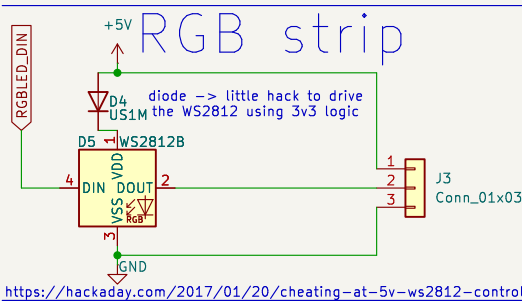 RGB strip
+5V
RGBLED_DIN
D4
US1M
diode -> little hack to drive
the WS2812 using 3v3 logic
D5 WS2812B
1
VDD
4 DIN DOUT 2
VSS
RGB
3
GND
1
2
3
J3
Conn_01x03
https://hackaday.com/2017/01/20/cheating-at-5v-ws2812-contro